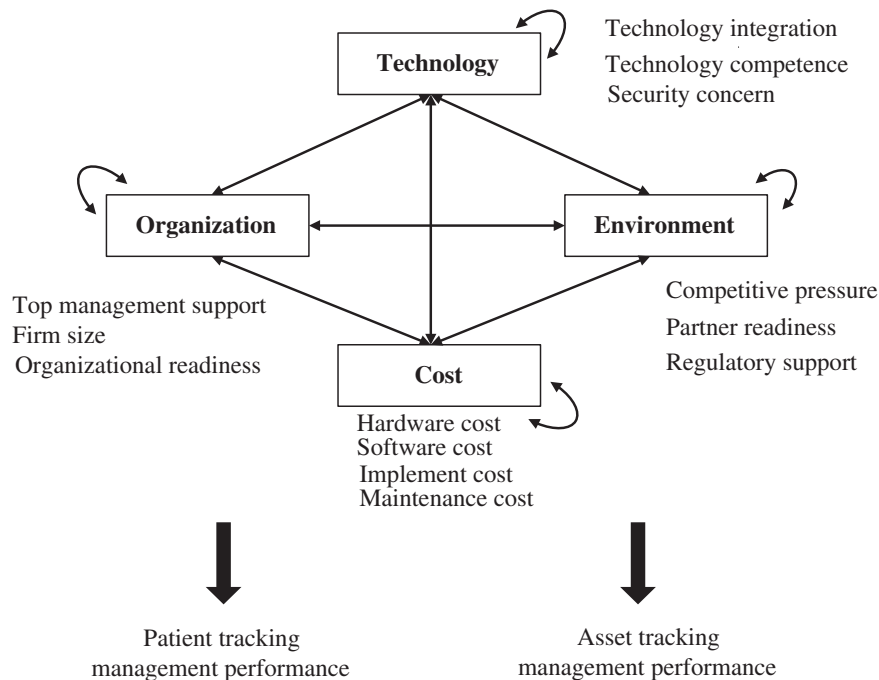 Technology
Technology integration
Technology competence
Security concern
Organization
Environment
Top management support
Firm size
Organizational readiness
Competitive pressure
Partner readiness
Regulatory support
Cost
Hardware cost
Software cost
Implement cost
Maintenance cost
Patient tracking
management performance
Asset tracking
management performance